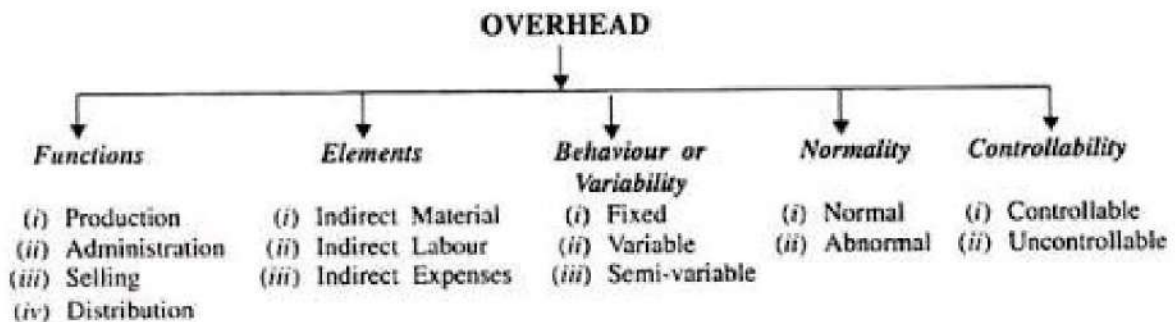 OVERHEAD
Functions
(i) Production
(ii) Administration
(iii) Selling
(iv) Distribution
Elements
(i) Indirect Material
(ii) Indirect Labour
(iii) Indirect Expenses
Behaviour or
Variability
(i) Fixed
(ii) Variable
(iii) Semi-variable
Normality
(i) Normal
(ii) Abnormal
Controllability
(i) Controllable
(ii) Uncontrollable